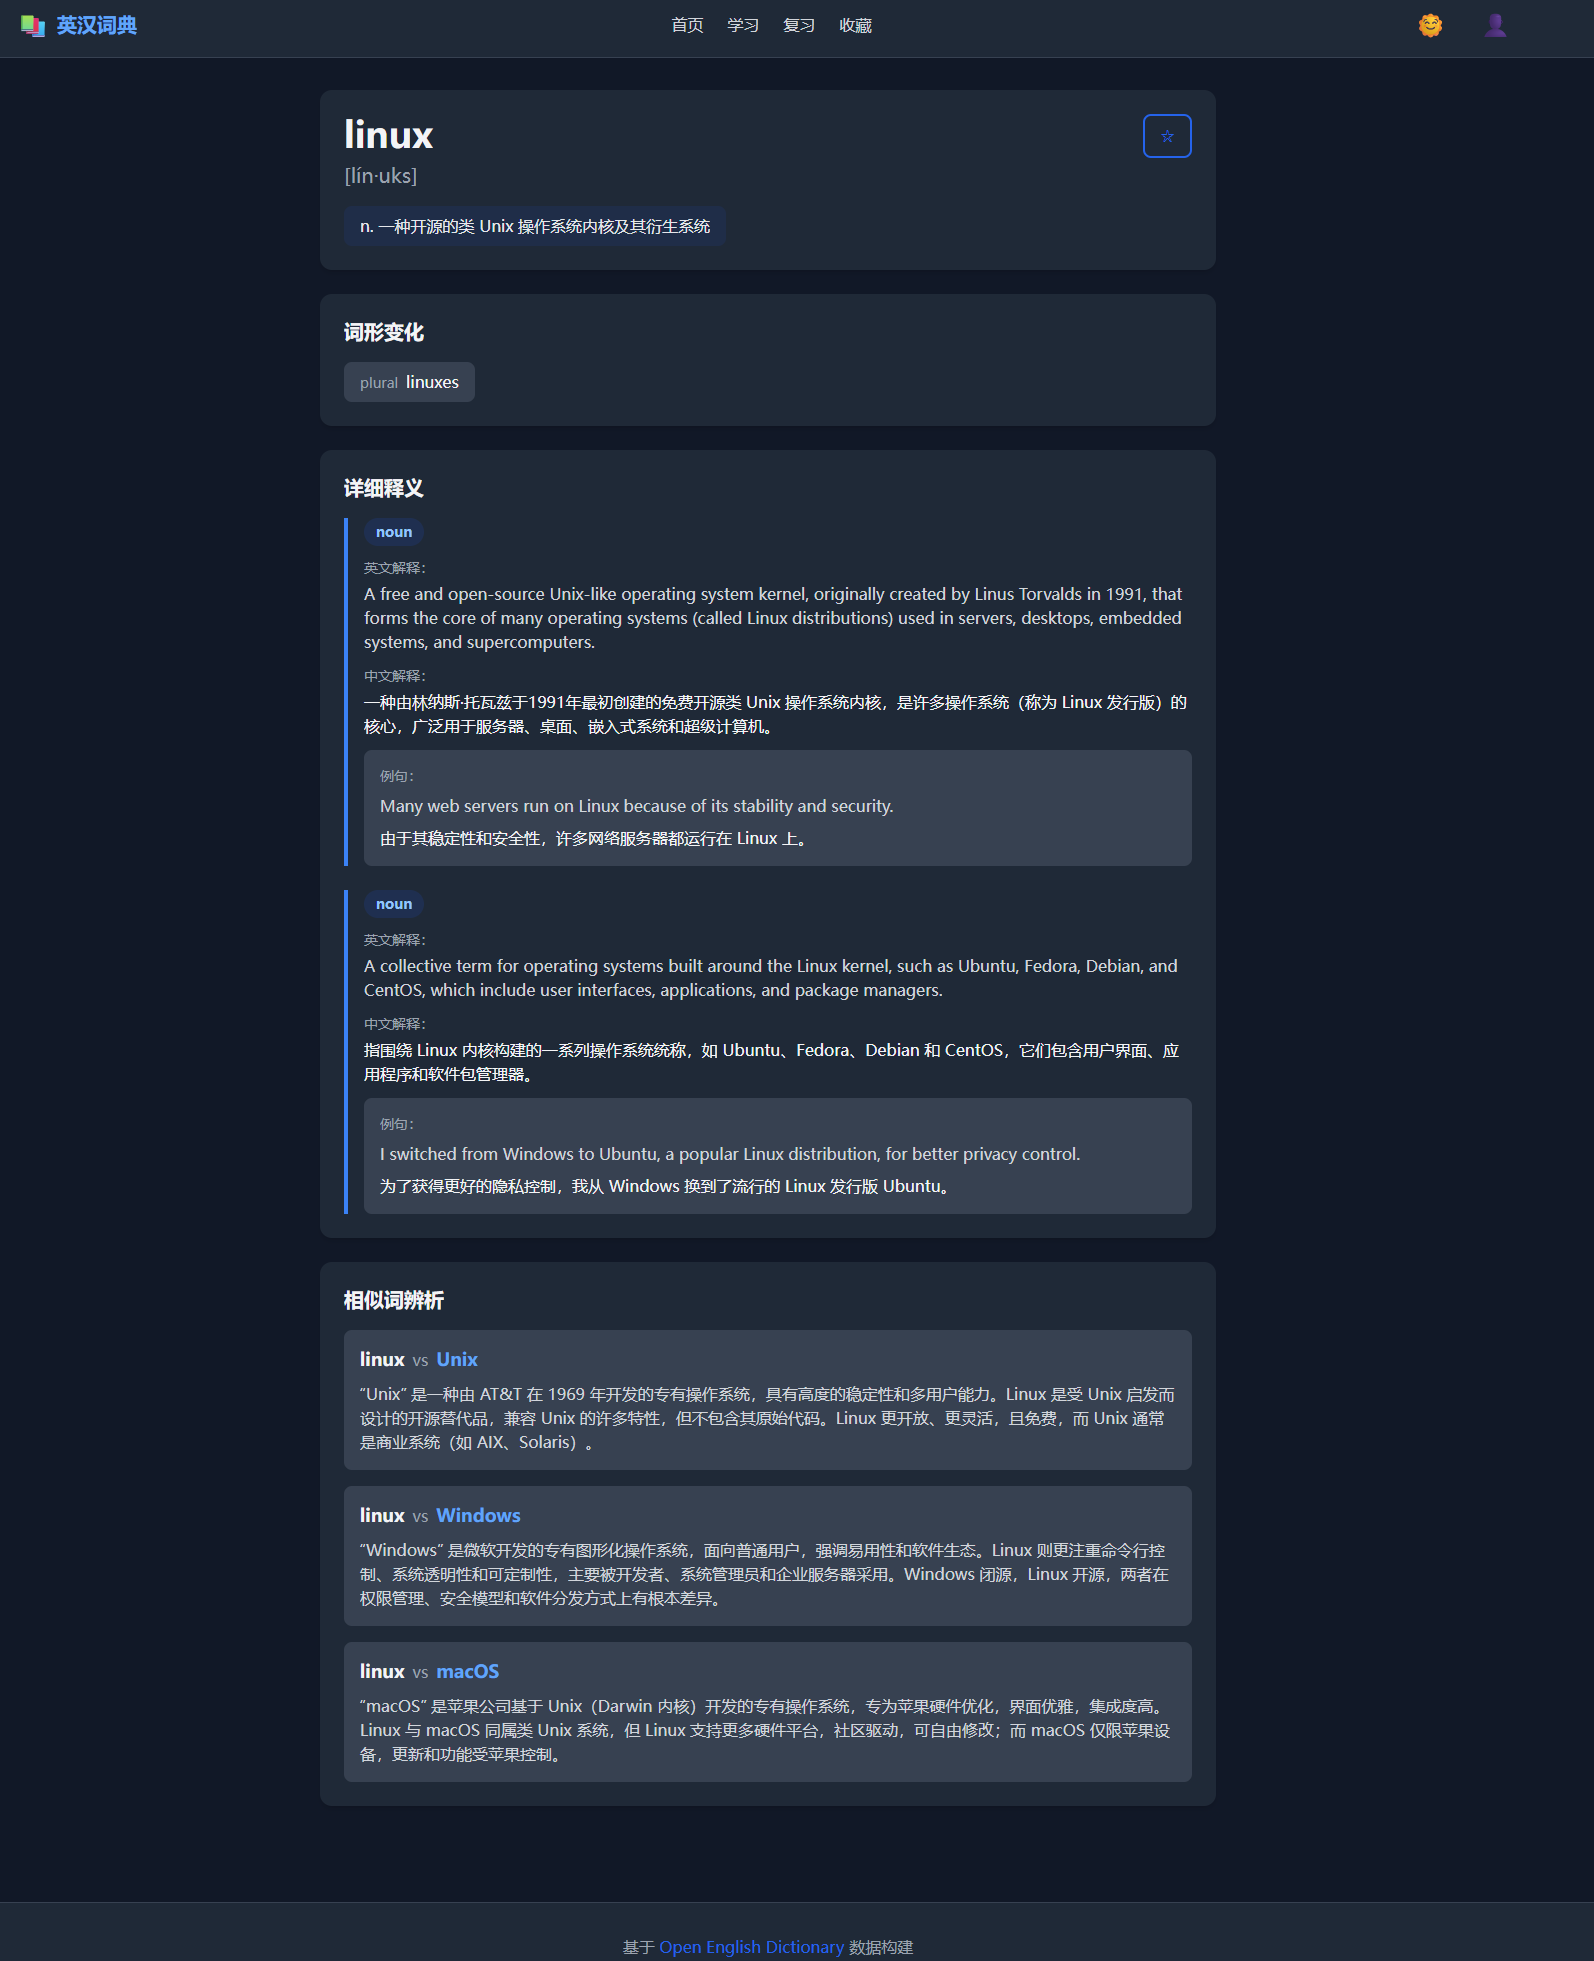 英汉词典
首页 学习 复习 收藏
linux
[lín·uks]
n. 一种开源的类 Unix 操作系统内核及其衍生系统
词形变化
plural linuxes
详细释义
noun
英文解释：
A free and open-source Unix-like operating system kernel, originally created by Linus Torvalds in 1991, that
forms the core of many operating systems (called Linux distributions) used in servers, desktops, embedded
systems, and supercomputers.
中文解释：
一种由林纳斯·托瓦兹于1991年最初创建的免费开源类 Unix 操作系统内核，是许多操作系统（称为 Linux 发行版）的
核心，广泛用于服务器、桌面、嵌入式系统和超级计算机。
例句：
Many web servers run on Linux because of its stability and security.
由于其稳定性和安全性，许多网络服务器都运行在 Linux 上。
noun
英文解释：
A collective term for operating systems built around the Linux kernel, such as Ubuntu, Fedora, Debian, and
CentOS, which include user interfaces, applications, and package managers.
中文解释：
指围绕 Linux 内核构建的一系列操作系统统称，如 Ubuntu、Fedora、Debian 和 CentOS，它们包含用户界面、应
用程序和软件包管理器。
例句：
I switched from Windows to Ubuntu, a popular Linux distribution, for better privacy control.
为了获得更好的隐私控制，我从 Windows 换到了流行的 Linux 发行版 Ubuntu。
相似词辨析
linux vs Unix
“Unix” 是一种由 AT&T 在 1969 年开发的专有操作系统，具有高度的稳定性和多用户能力。Linux 是受 Unix 启发而
设计的开源替代品，兼容 Unix 的许多特性，但不包含其原始代码。Linux 更开放、更灵活，且免费，而 Unix 通常
是商业系统（如 AIX、Solaris）。
linux vs Windows
“Windows” 是微软开发的专有图形化操作系统，面向普通用户，强调易用性和软件生态。Linux 则更注重命令行控
制、系统透明性和可定制性，主要被开发者、系统管理员和企业服务器采用。Windows 闭源，Linux 开源，两者在
权限管理、安全模型和软件分发方式上有根本差异。
linux vs macOS
“macOS” 是苹果公司基于 Unix（Darwin 内核）开发的专有操作系统，专为苹果硬件优化，界面优雅，集成度高。
Linux 与 macOS 同属类 Unix 系统，但 Linux 支持更多硬件平台，社区驱动，可自由修改；而 macOS 仅限苹果设
备，更新和功能受苹果控制。
基于 Open English Dictionary 数据构建